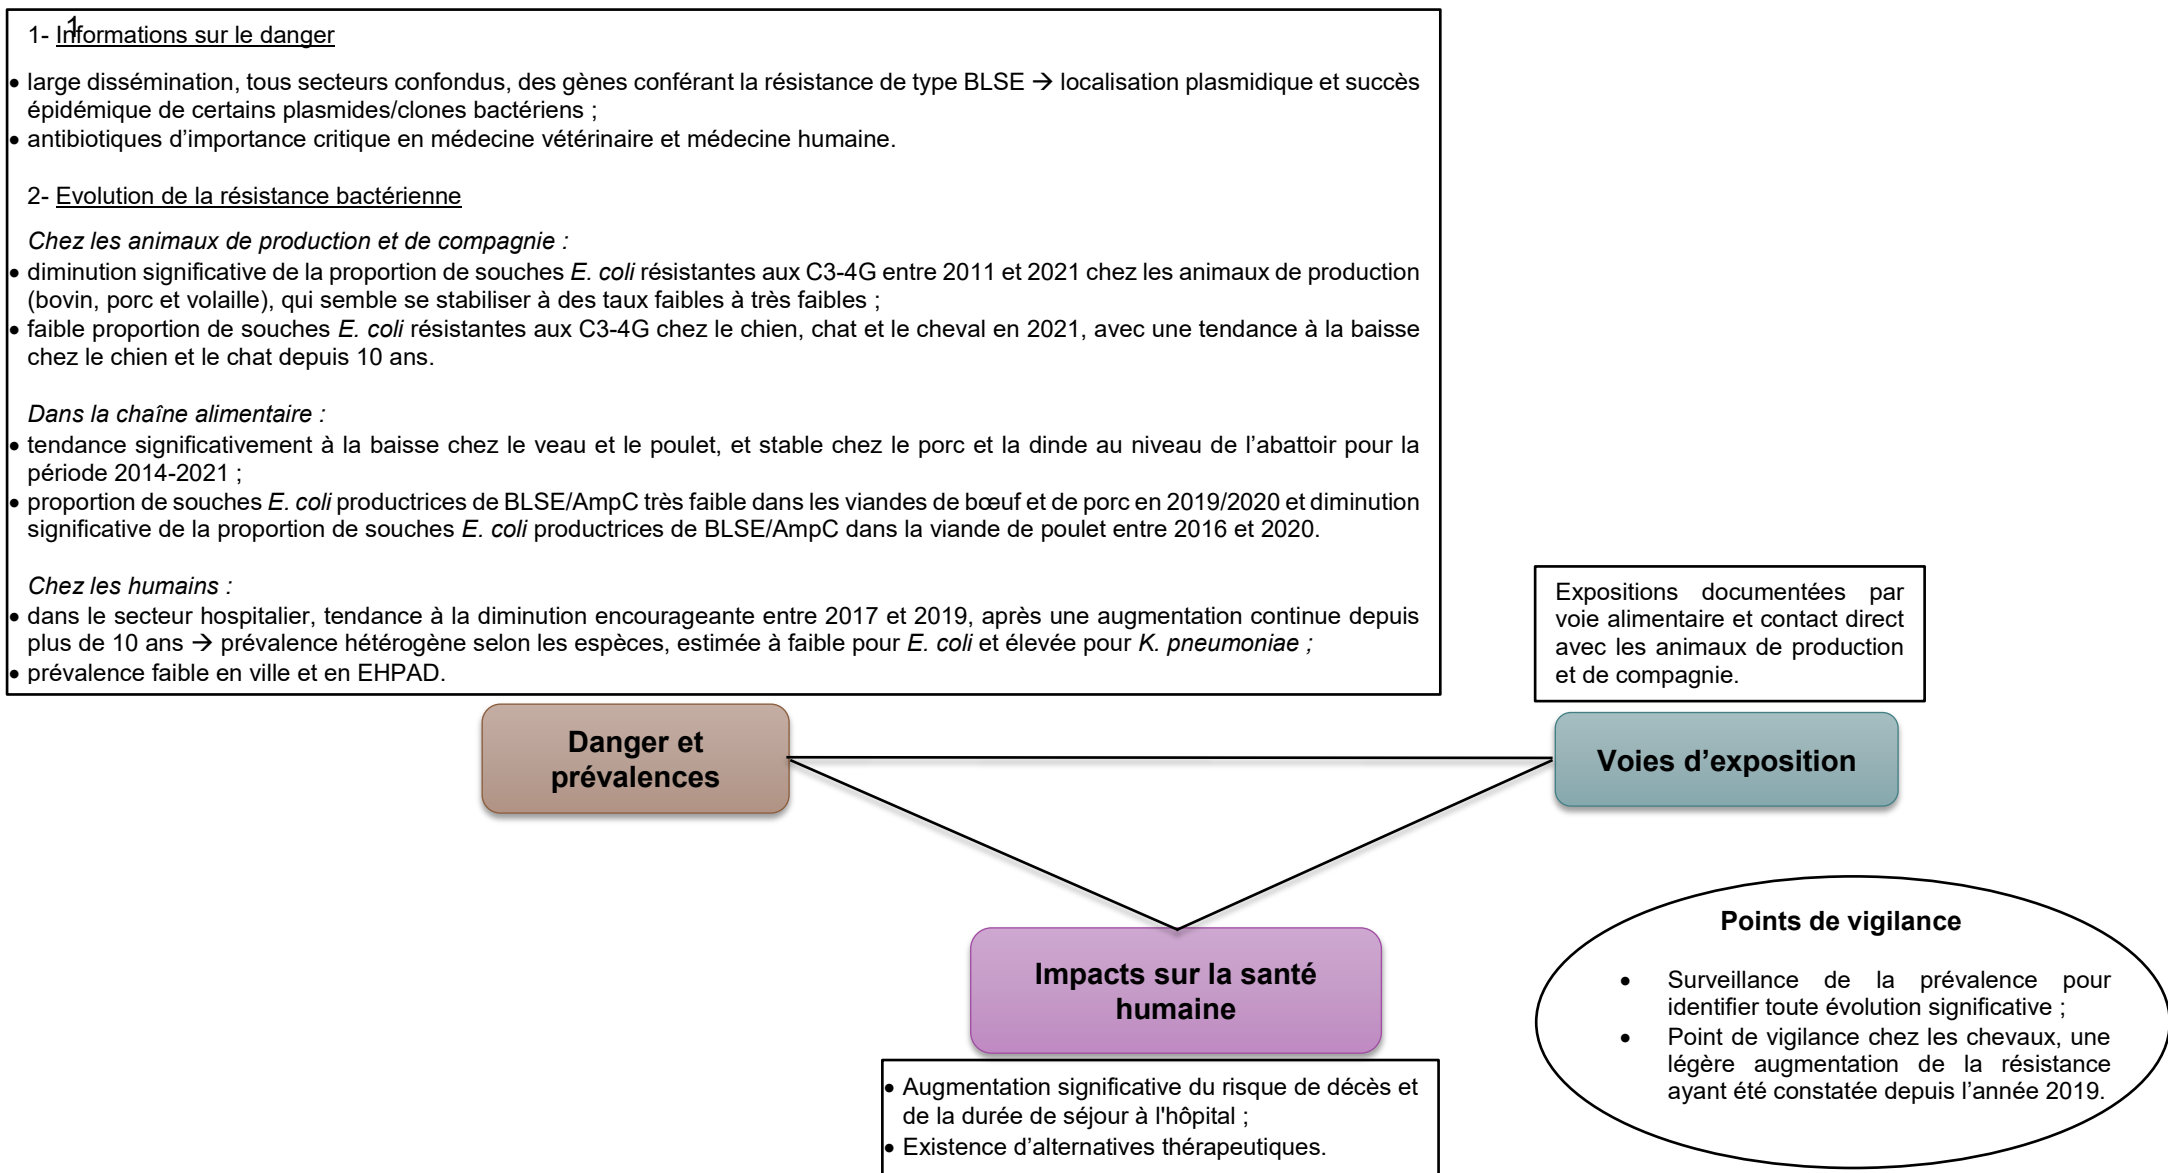 1
1- Informations sur le danger
• large dissémination, tous secteurs confondus, des gènes conférant la résistance de type BLSE → localisation plasmidique et succès
épidémique de certains plasmides/clones bactériens ;
• antibiotiques d’importance critique en médecine vétérinaire et médecine humaine.
2- Evolution de la résistance bactérienne
Chez les animaux de production et de compagnie :
• diminution significative de la proportion de souches E. coli résistantes aux C3-4G entre 2011 et 2021 chez les animaux de production
(bovin, porc et volaille), qui semble se stabiliser à des taux faibles à très faibles ;
• faible proportion de souches E. coli résistantes aux C3-4G chez le chien, chat et le cheval en 2021, avec une tendance à la baisse
chez le chien et le chat depuis 10 ans.
Dans la chaîne alimentaire :
• tendance significativement à la baisse chez le veau et le poulet, et stable chez le porc et la dinde au niveau de l’abattoir pour la
période 2014-2021 ;
• proportion de souches E. coli productrices de BLSE/AmpC très faible dans les viandes de bœuf et de porc en 2019/2020 et diminution
significative de la proportion de souches E. coli productrices de BLSE/AmpC dans la viande de poulet entre 2016 et 2020.
Chez les humains :
• dans le secteur hospitalier, tendance à la diminution encourageante entre 2017 et 2019, après une augmentation continue depuis
plus de 10 ans → prévalence hétérogène selon les espèces, estimée à faible pour E. coli et élevée pour K. pneumoniae ;
• prévalence faible en ville et en EHPAD.
Expositions documentées par
voie alimentaire et contact direct
avec les animaux de production
et de compagnie.
Danger et
prévalences
Voies d’exposition
Impacts sur la santé
humaine
• Augmentation significative du risque de décès et
de la durée de séjour à l'hôpital ;
• Existence d’alternatives thérapeutiques.
Points de vigilance
• Surveillance de la prévalence pour
identifier toute évolution significative ;
• Point de vigilance chez les chevaux, une
légère augmentation de la résistance
ayant été constatée depuis l’année 2019.